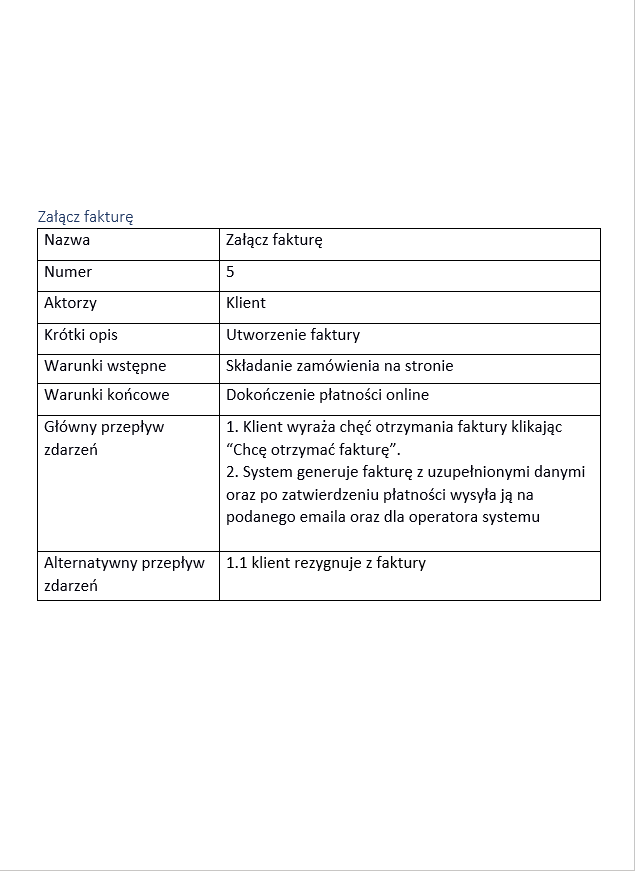 Załącz fakturę
Nazwa
Załącz fakturę
Numer
5
Aktorzy
Klient
Krótki opis
Utworzenie faktury
Warunki wstępne
Składanie zamówienia na stronie
Warunki końcowe
Dokończenie płatności online
Główny przepływ
zdarzeń
1. Klient wyraża chęć otrzymania faktury klikając
“Chcę otrzymać fakturę”.
2. System generuje fakturę z uzupełnionymi danymi
oraz po zatwierdzeniu płatności wysyła ją na
podanego emaila oraz dla operatora systemu
Alternatywny przepływ
zdarzeń
1.1 klient rezygnuje z faktury